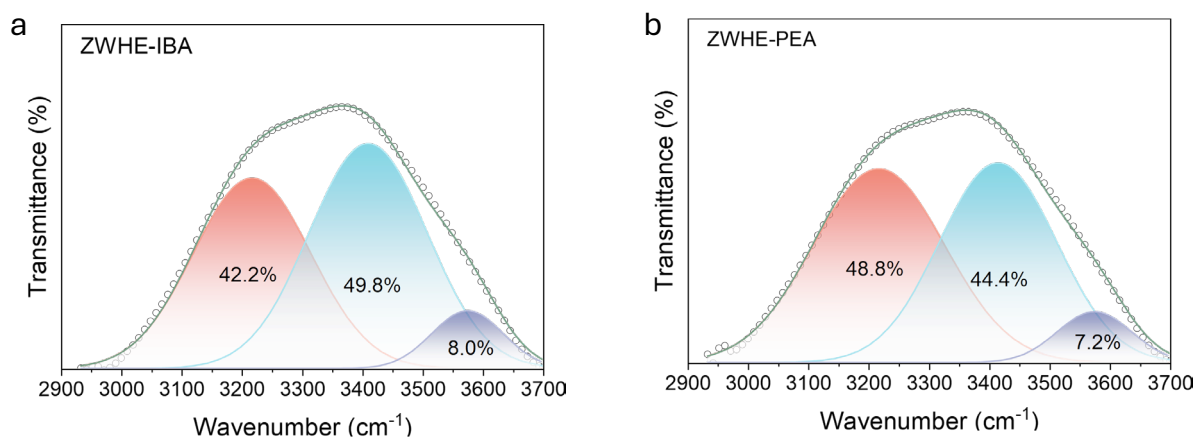 a
ZWHE-IBA
Transmittance (%)
42.2%
49.8%
8.0%
2900 3000 3100 3200 3300 3400 3500 3600 3700
Wavenumber (cm⁻¹)
b
ZWHE-PEA
Transmittance (%)
48.8%
44.4%
7.2%
2900 3000 3100 3200 3300 3400 3500 3600 3700
Wavenumber (cm⁻¹)